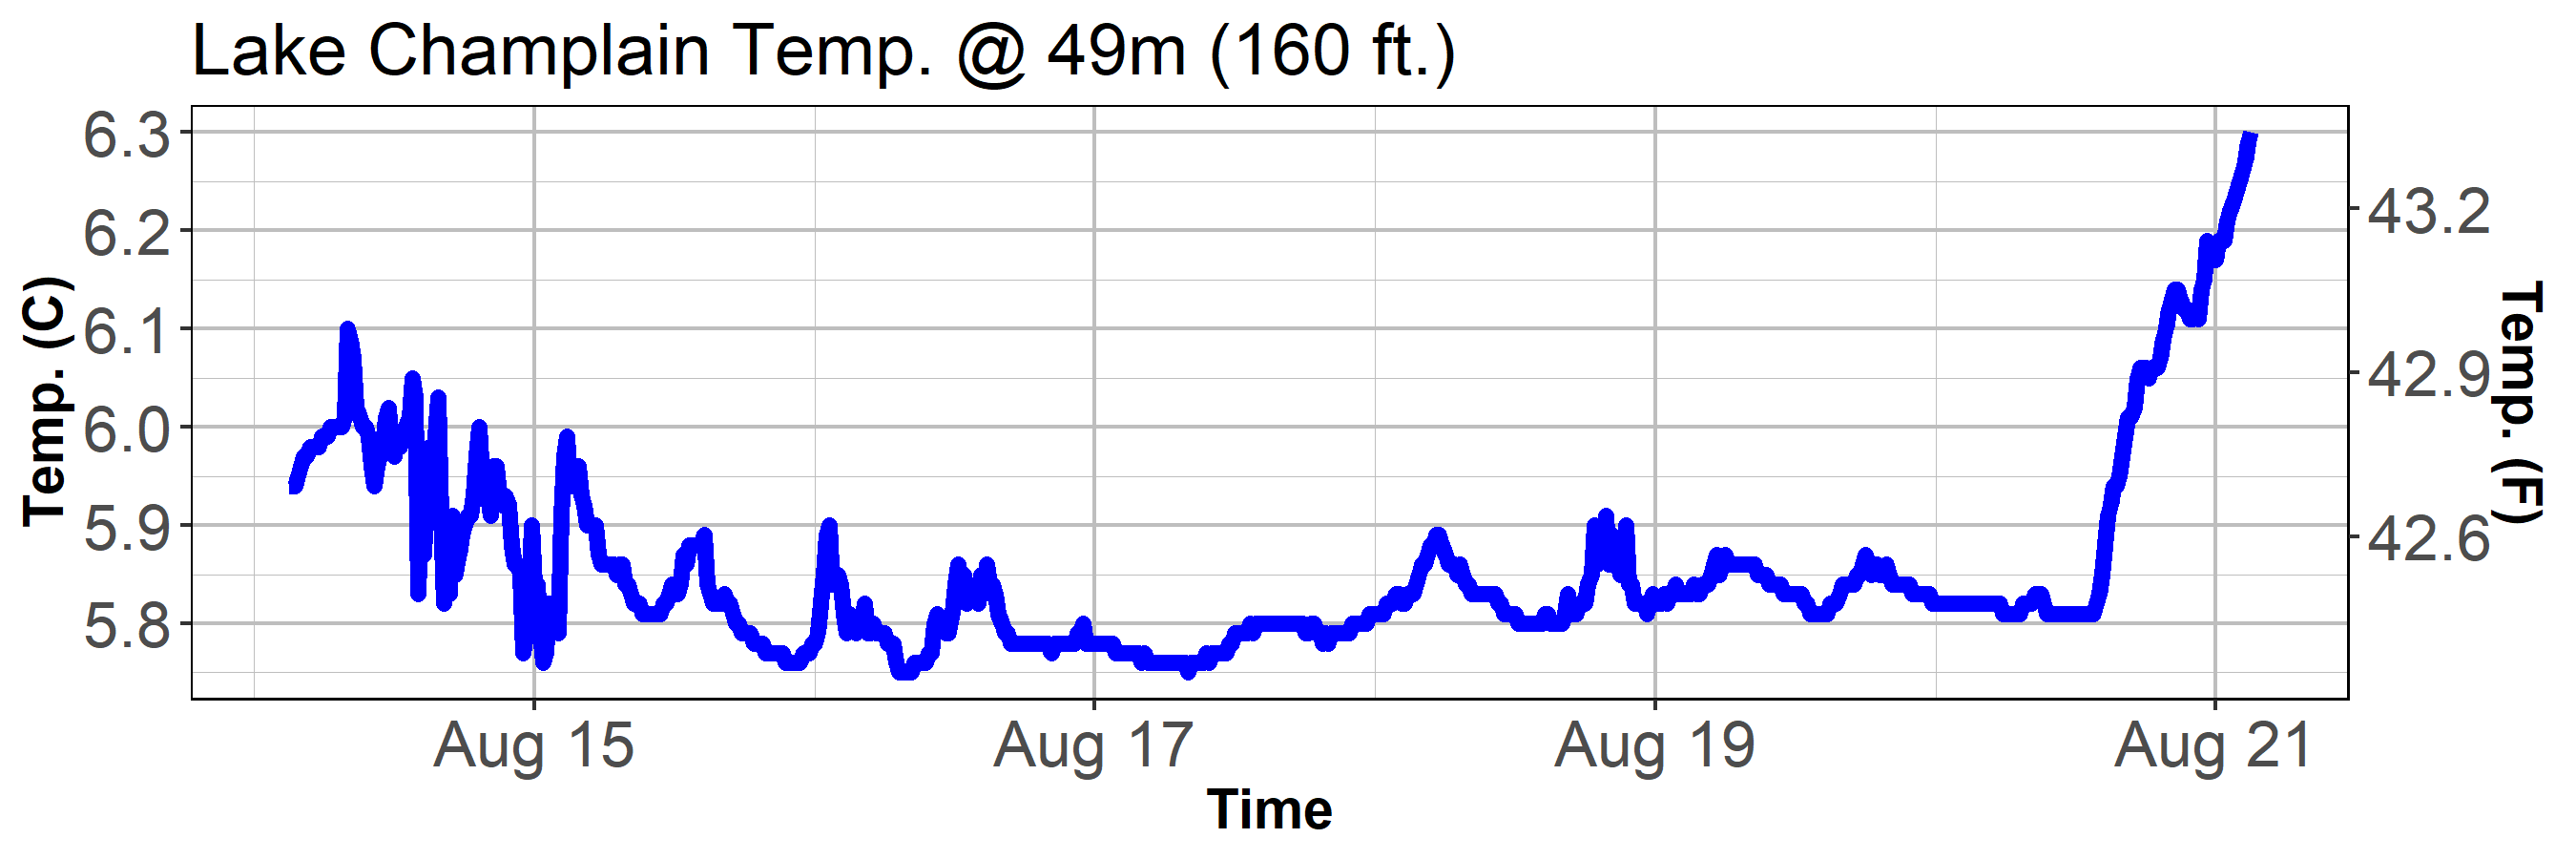 Lake Champlain Temp. @ 49m (160 ft.)
6.3
6.2
6.1
6.0
5.9
5.8
Temp. (C)
43.2
42.9
42.6
Temp. (F)
Aug 15 Aug 17 Aug 19 Aug 21
Time